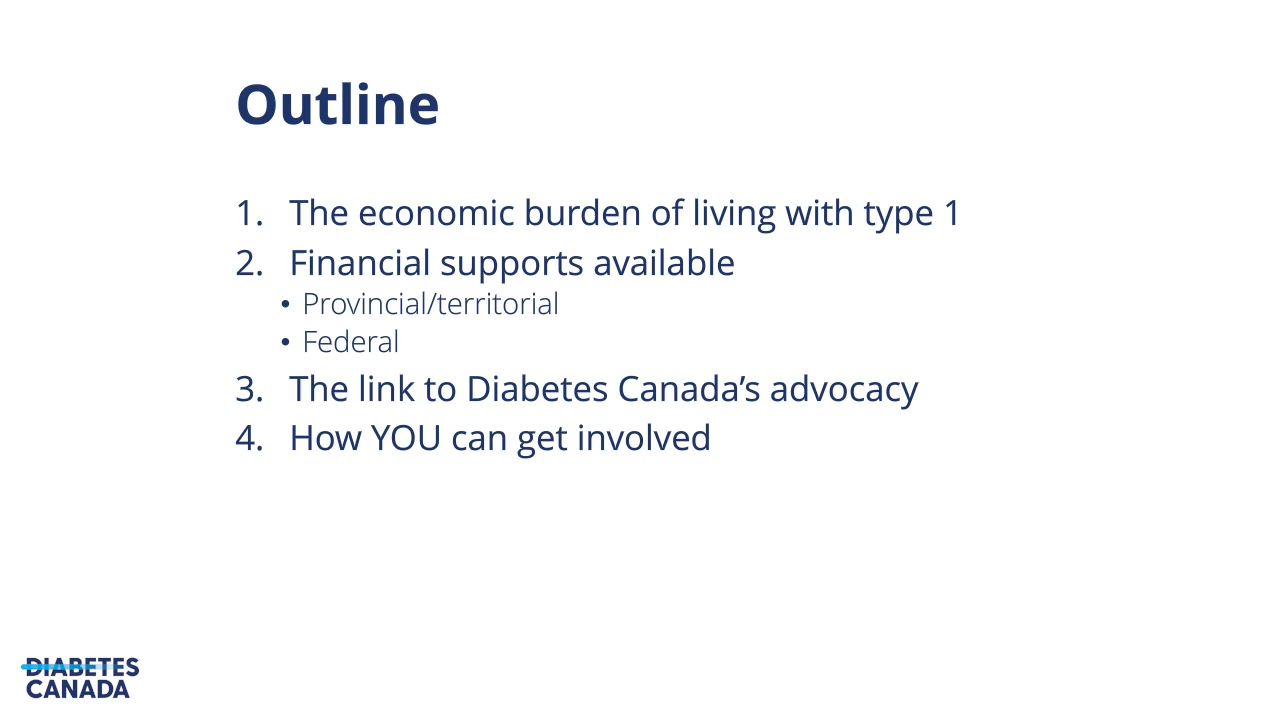 Outline
1. The economic burden of living with type 1
2. Financial supports available
• Provincial/territorial
• Federal
3. The link to Diabetes Canada’s advocacy
4. How YOU can get involved
DIABETES
CANADA